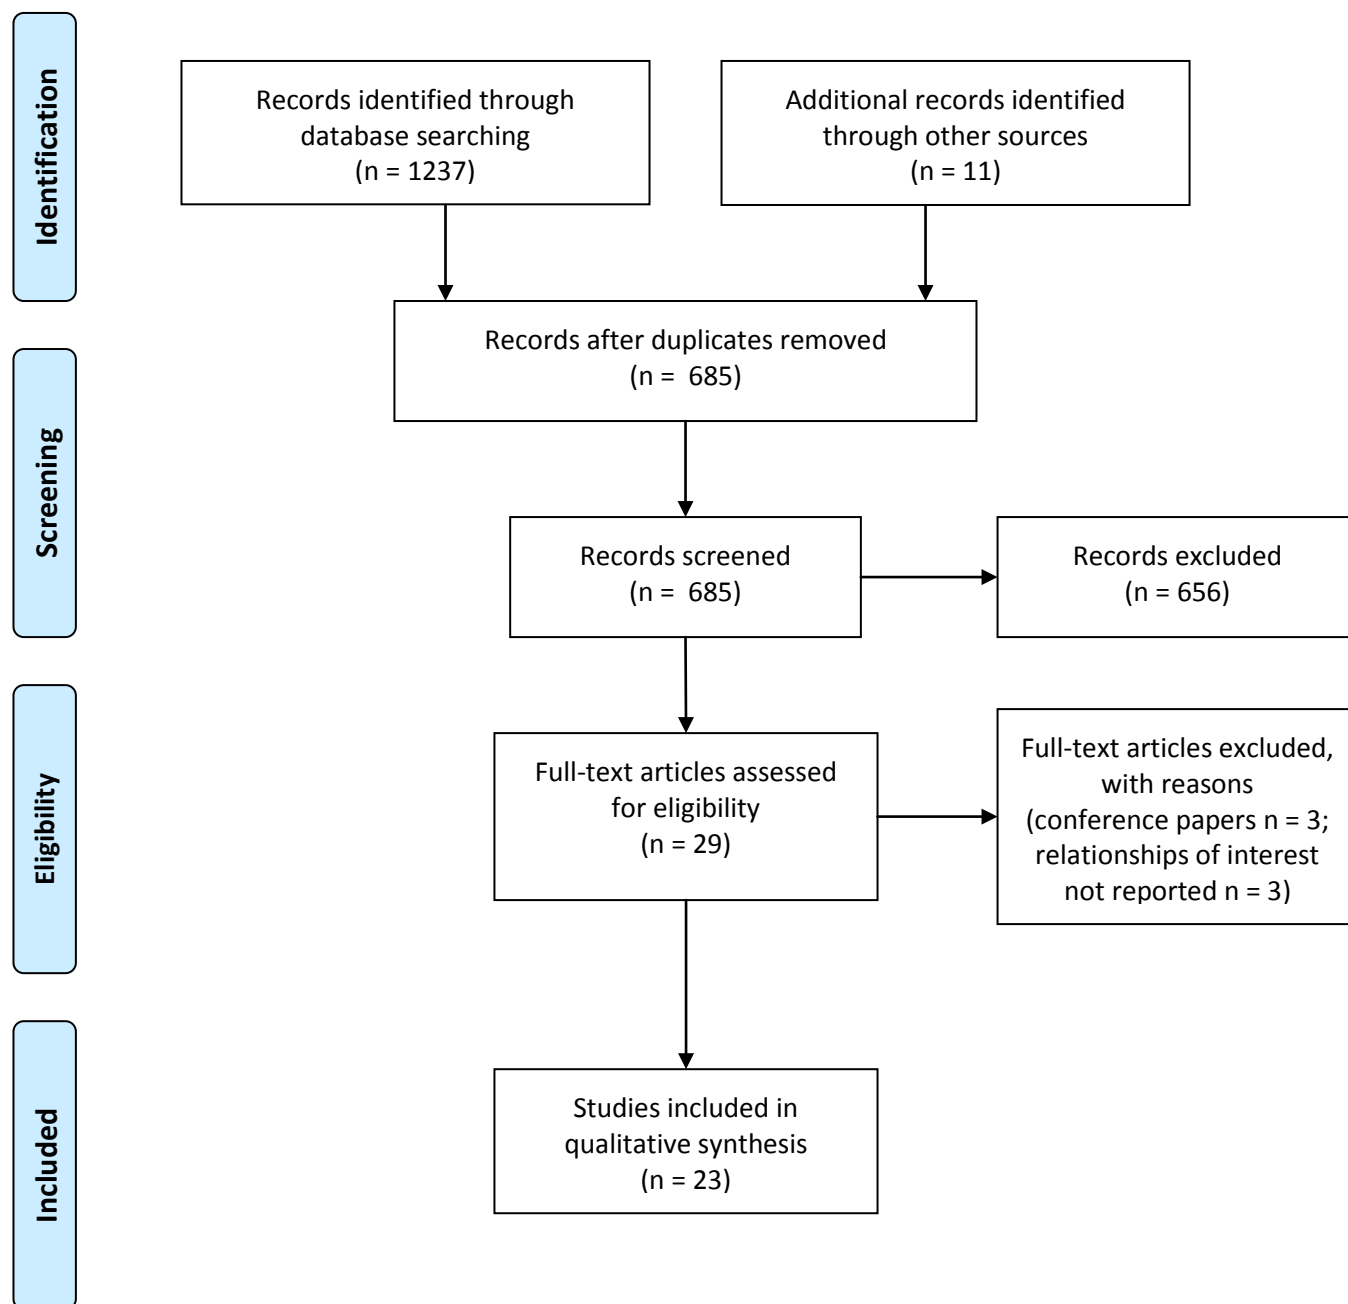 Identification
Records identified through
database searching
(n = 1237)
Additional records identified
through other sources
(n = 11)
Records after duplicates removed
(n =  685)
Screening
Records screened
(n =  685)
Records excluded
(n = 656)
Eligibility
Full-text articles assessed
for eligibility
(n = 29)
Full-text articles excluded,
with reasons
(conference papers n = 3;
relationships of interest
not reported n = 3)
Included
Studies included in
qualitative synthesis
(n = 23)